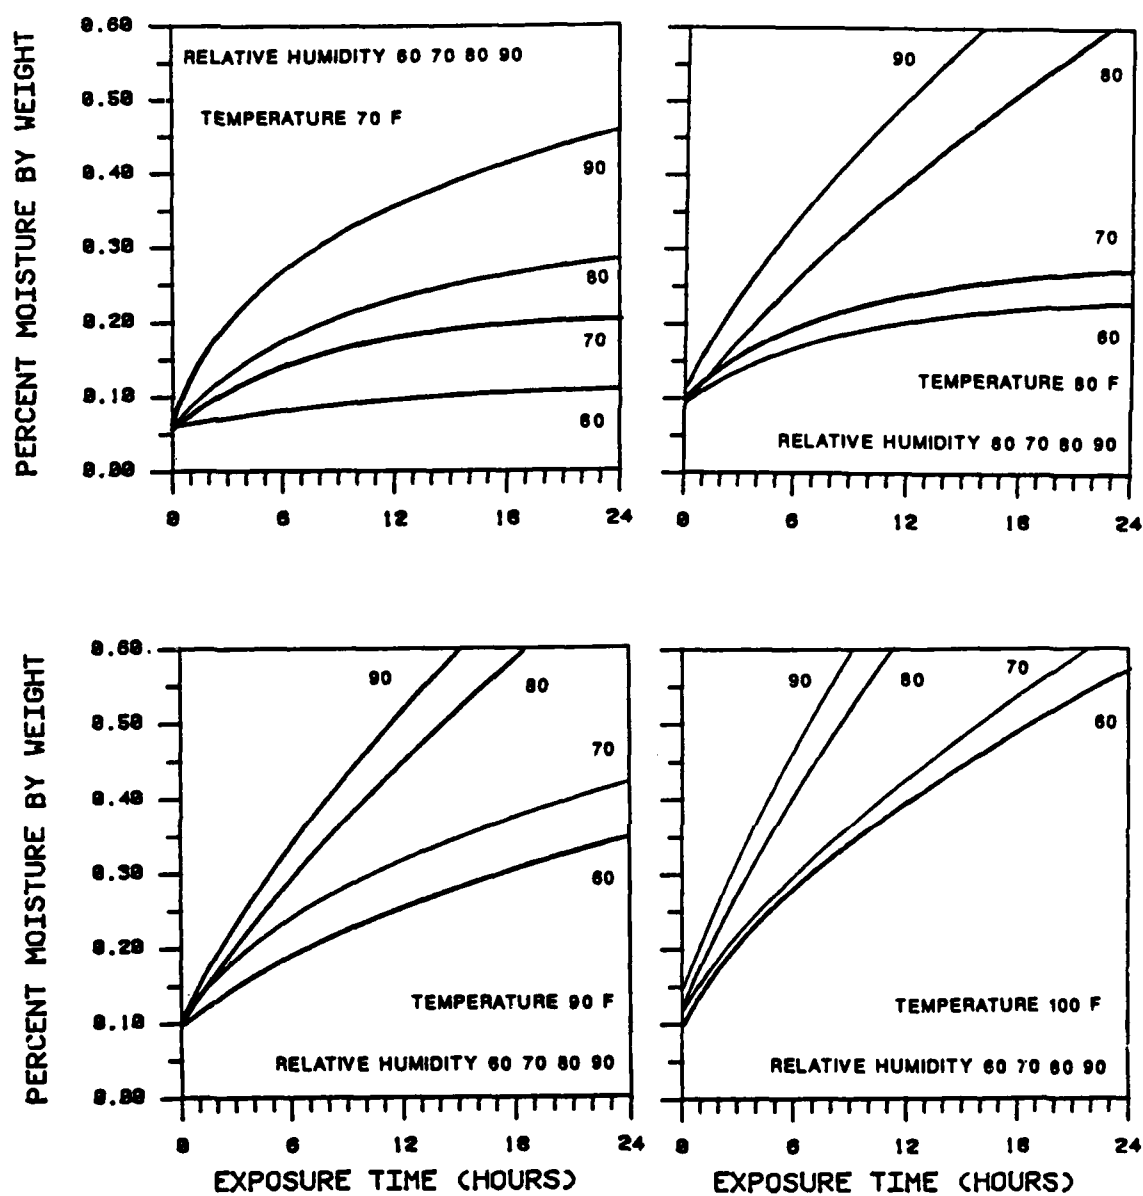 PERCENT MOISTURE BY WEIGHT
0.60
0.50
0.40
0.30
0.20
0.10
0.00
RELATIVE HUMIDITY 60 70 80 90
TEMPERATURE 70 F
90
80
70
60
0 6 12 18 24
90
80
70
60
TEMPERATURE 80 F
RELATIVE HUMIDITY 60 70 80 90
0 6 12 18 24
PERCENT MOISTURE BY WEIGHT
0.60
0.50
0.40
0.30
0.20
0.10
0.00
90
80
70
60
TEMPERATURE 90 F
RELATIVE HUMIDITY 60 70 80 90
0 6 12 18 24
EXPOSURE TIME (HOURS)
90
80
70
60
TEMPERATURE 100 F
RELATIVE HUMIDITY 60 70 80 90
0 6 12 18 24
EXPOSURE TIME (HOURS)